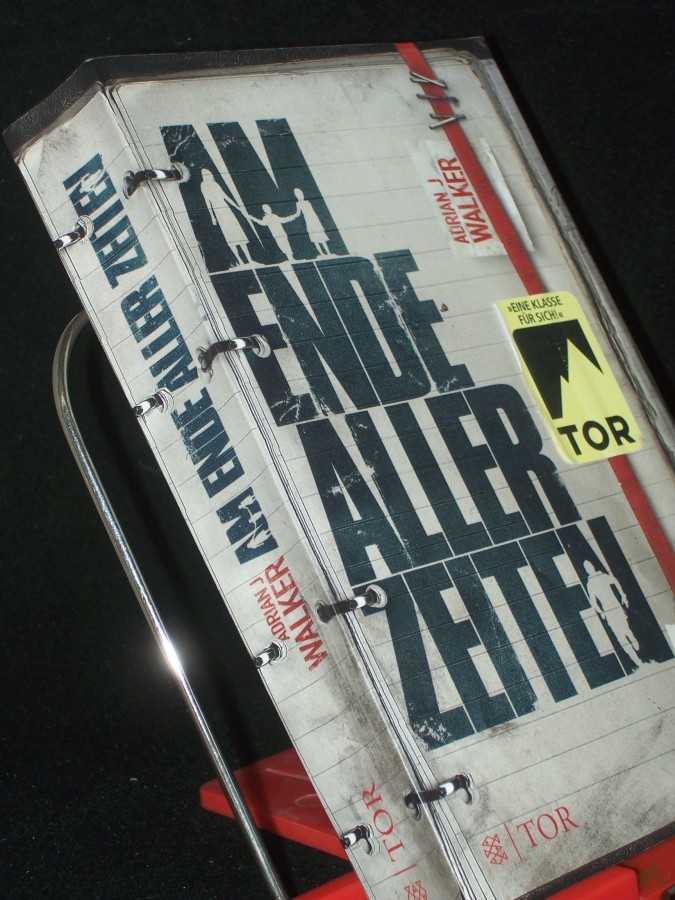 AM
ENDE
ALLER
ZEITEN
ADRIAN J
WALKER
»EINE KLASSE
FÜR SICH!«
TOR
TOR
AM ENDE ALLER ZEITEN
ADRIAN J
WALKER
TOR